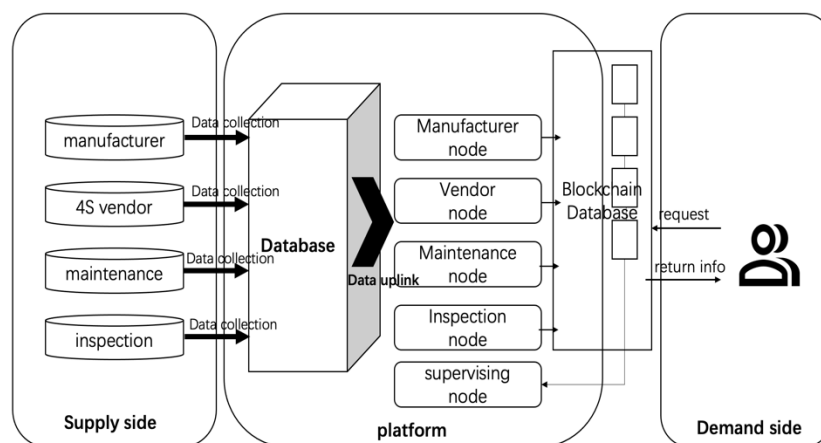 manufacturer
4S vendor
maintenance
inspection
Supply side
Data collection
Data collection
Data collection
Data collection
Database
Data uplink
Manufacturer
node
Vendor
node
Maintenance
node
Inspection
node
supervising
node
platform
Blockchain
Database
request
return info
Demand side